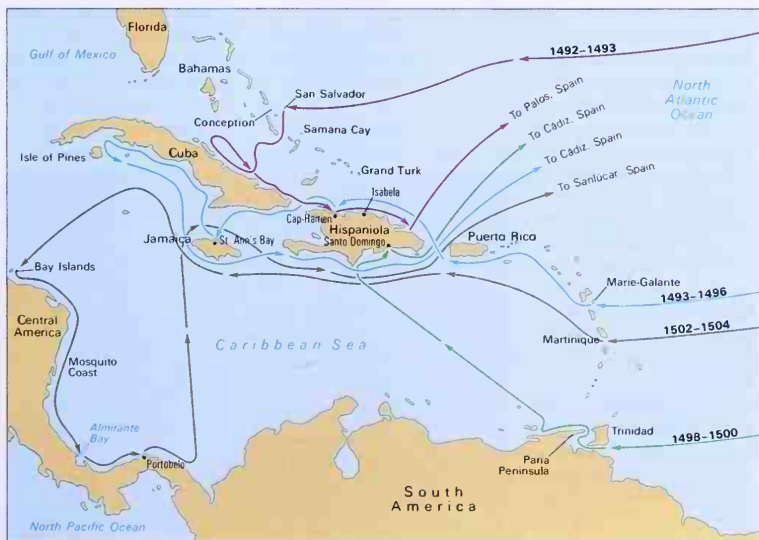 Florida
Gulf of Mexico
Bahamas
1492–1493
San Salvador
North
Atlantic
Ocean
Conception
Samana Cay
To Palos, Spain
To Cádiz, Spain
To Cádiz, Spain
To Sanlúcar Spain
Isle of Pines
Cuba
Grand Turk
Isabela
Cap-Haitien
Hispaniola
Santo Domingo
Puerto Rico
Jamaica
St Ann's Bay
Bay Islands
Marie-Galante
1493–1496
1502–1504
Central
America
Martinique
Caribbean Sea
Mosquito
Coast
Almirante
Bay
Portobelo
Trinidad
1498–1500
Paria
Peninsula
South
America
North Pacific Ocean